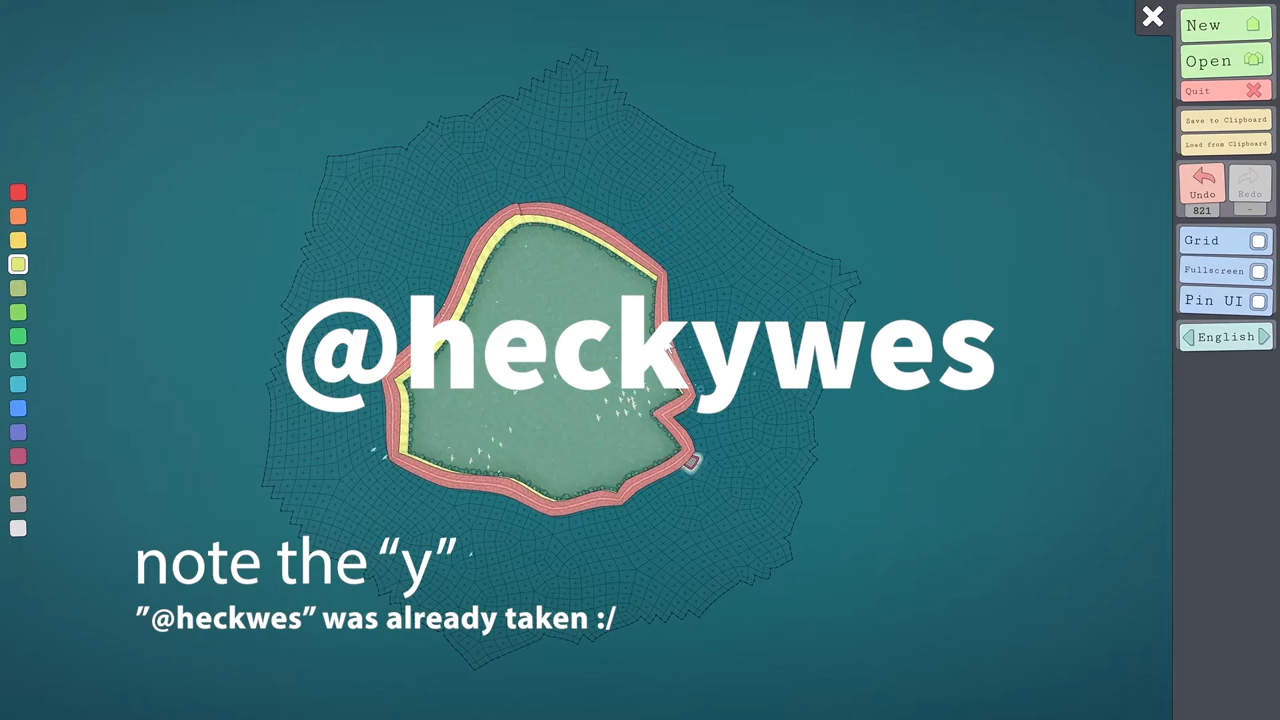 New
Open
Quit
Save to Clipboard
Load from Clipboard
Undo
Redo
821
-
Grid
Fullscreen
Pin UI
English
@heckywes
note the “y”
”@heckwes” was already taken :/